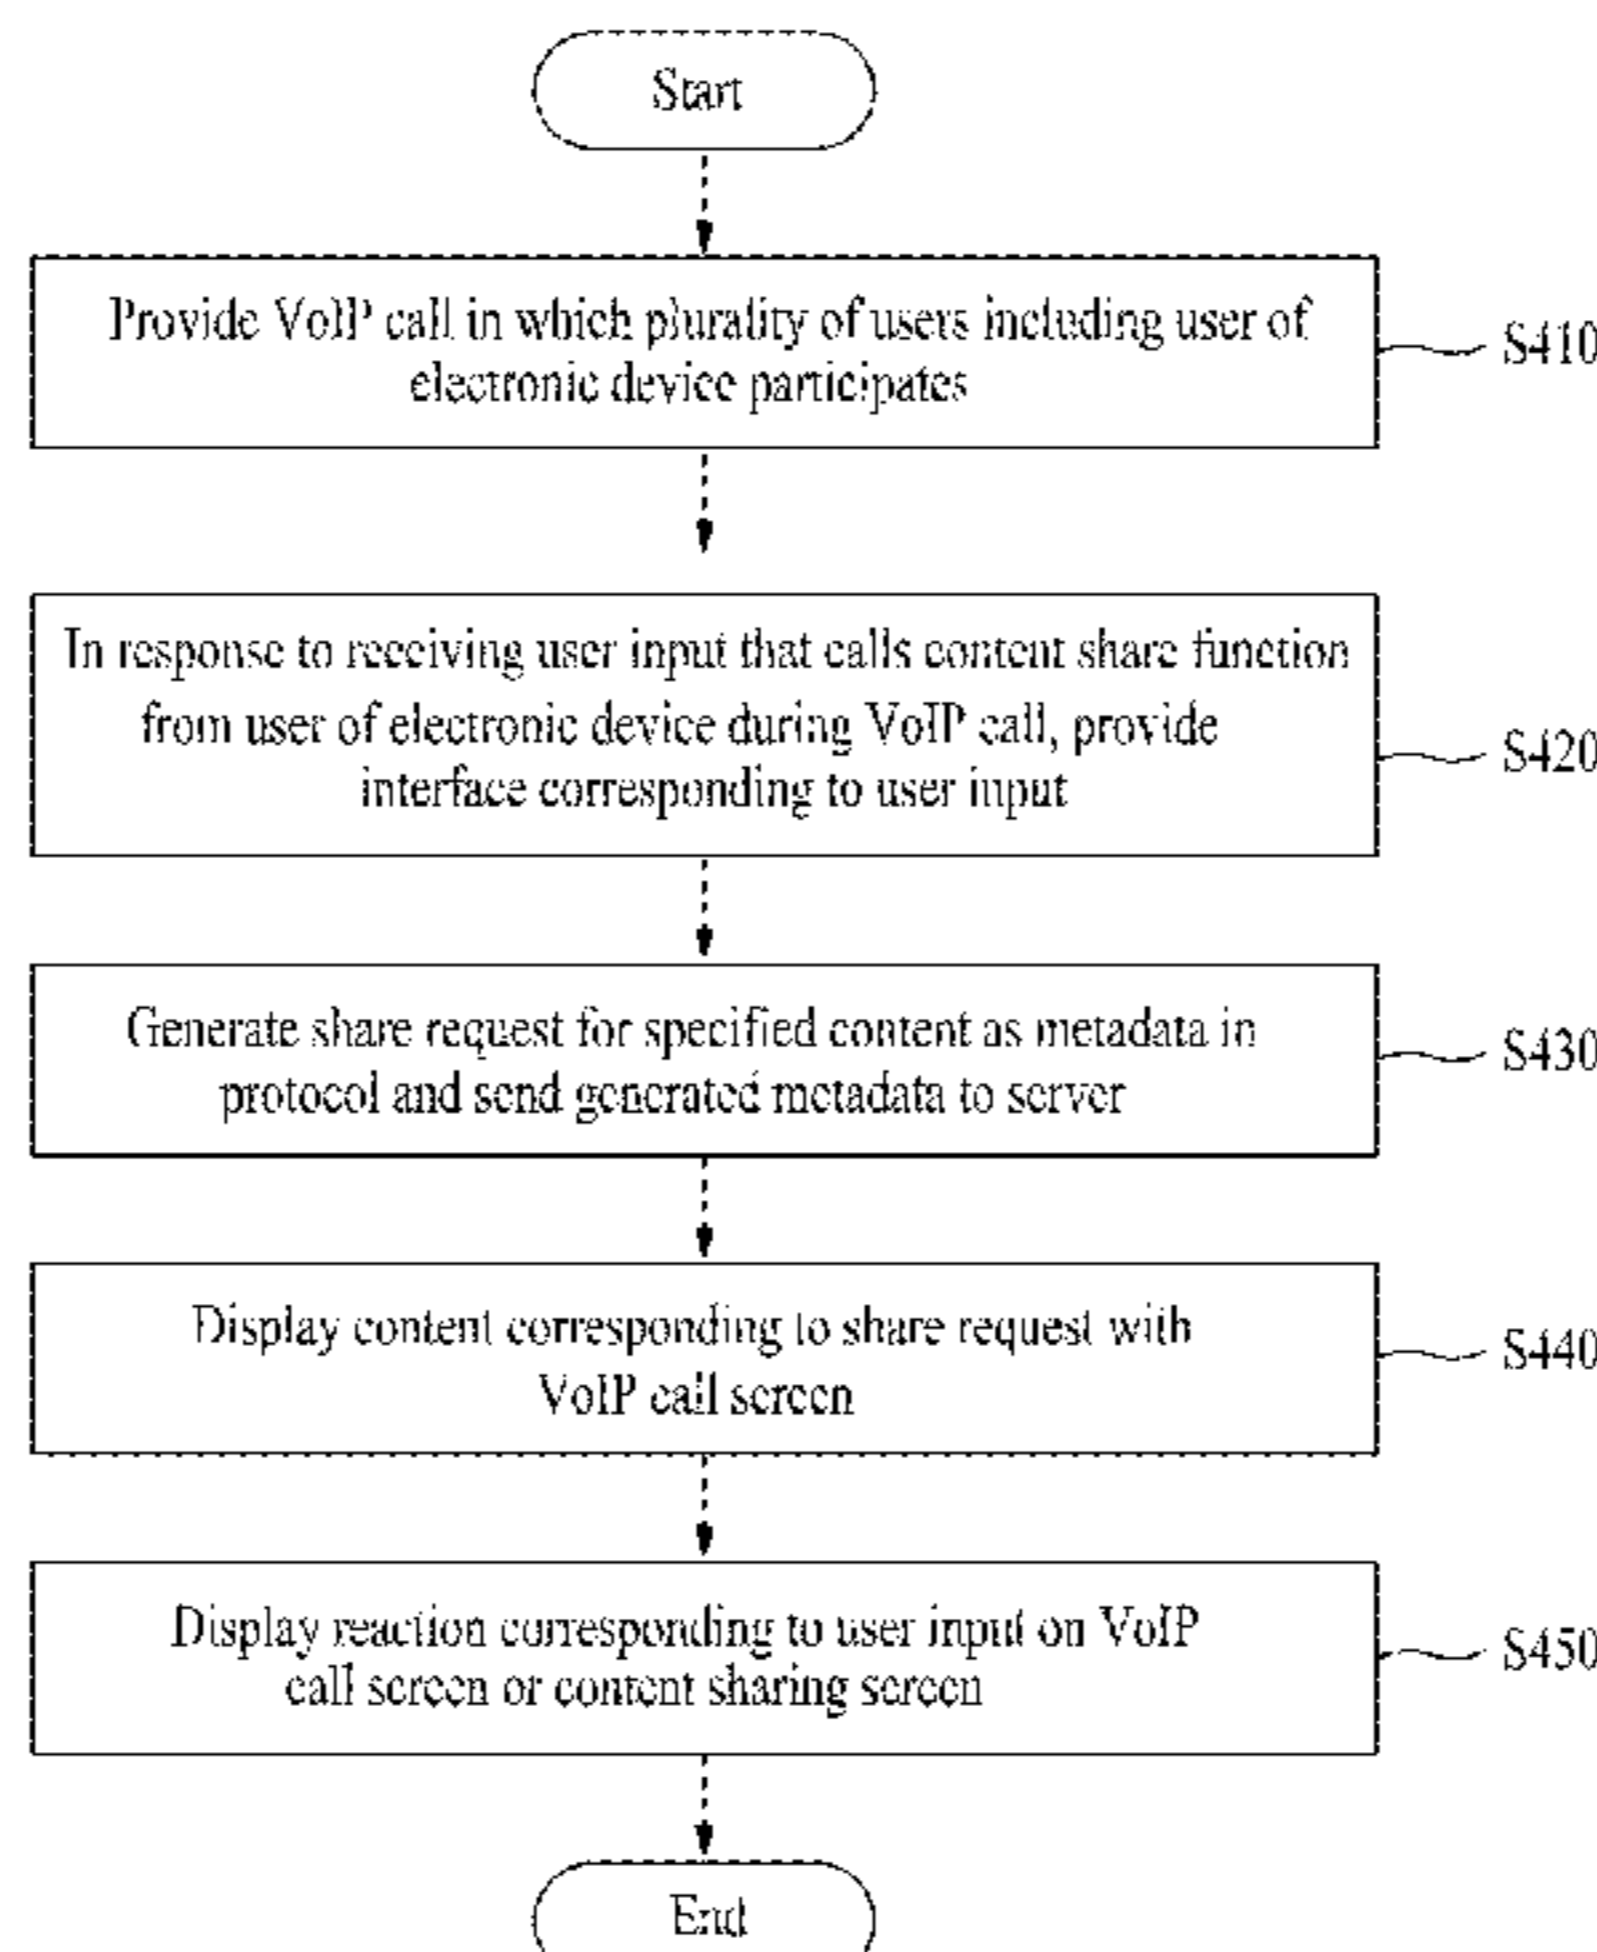 Start
Provide VoIP call in which plurality of users including user of
electronic device participates
S410
In response to receiving user input that calls content share function
from user of electronic device during VoIP call, provide
interface corresponding to user input
S420
Generate share request for specified content as metadata in
protocol and send generated metadata to server
S430
Display content corresponding to share request with
VoIP call screen
S440
Display reaction corresponding to user input on VoIP
call screen or content sharing screen
S450
End